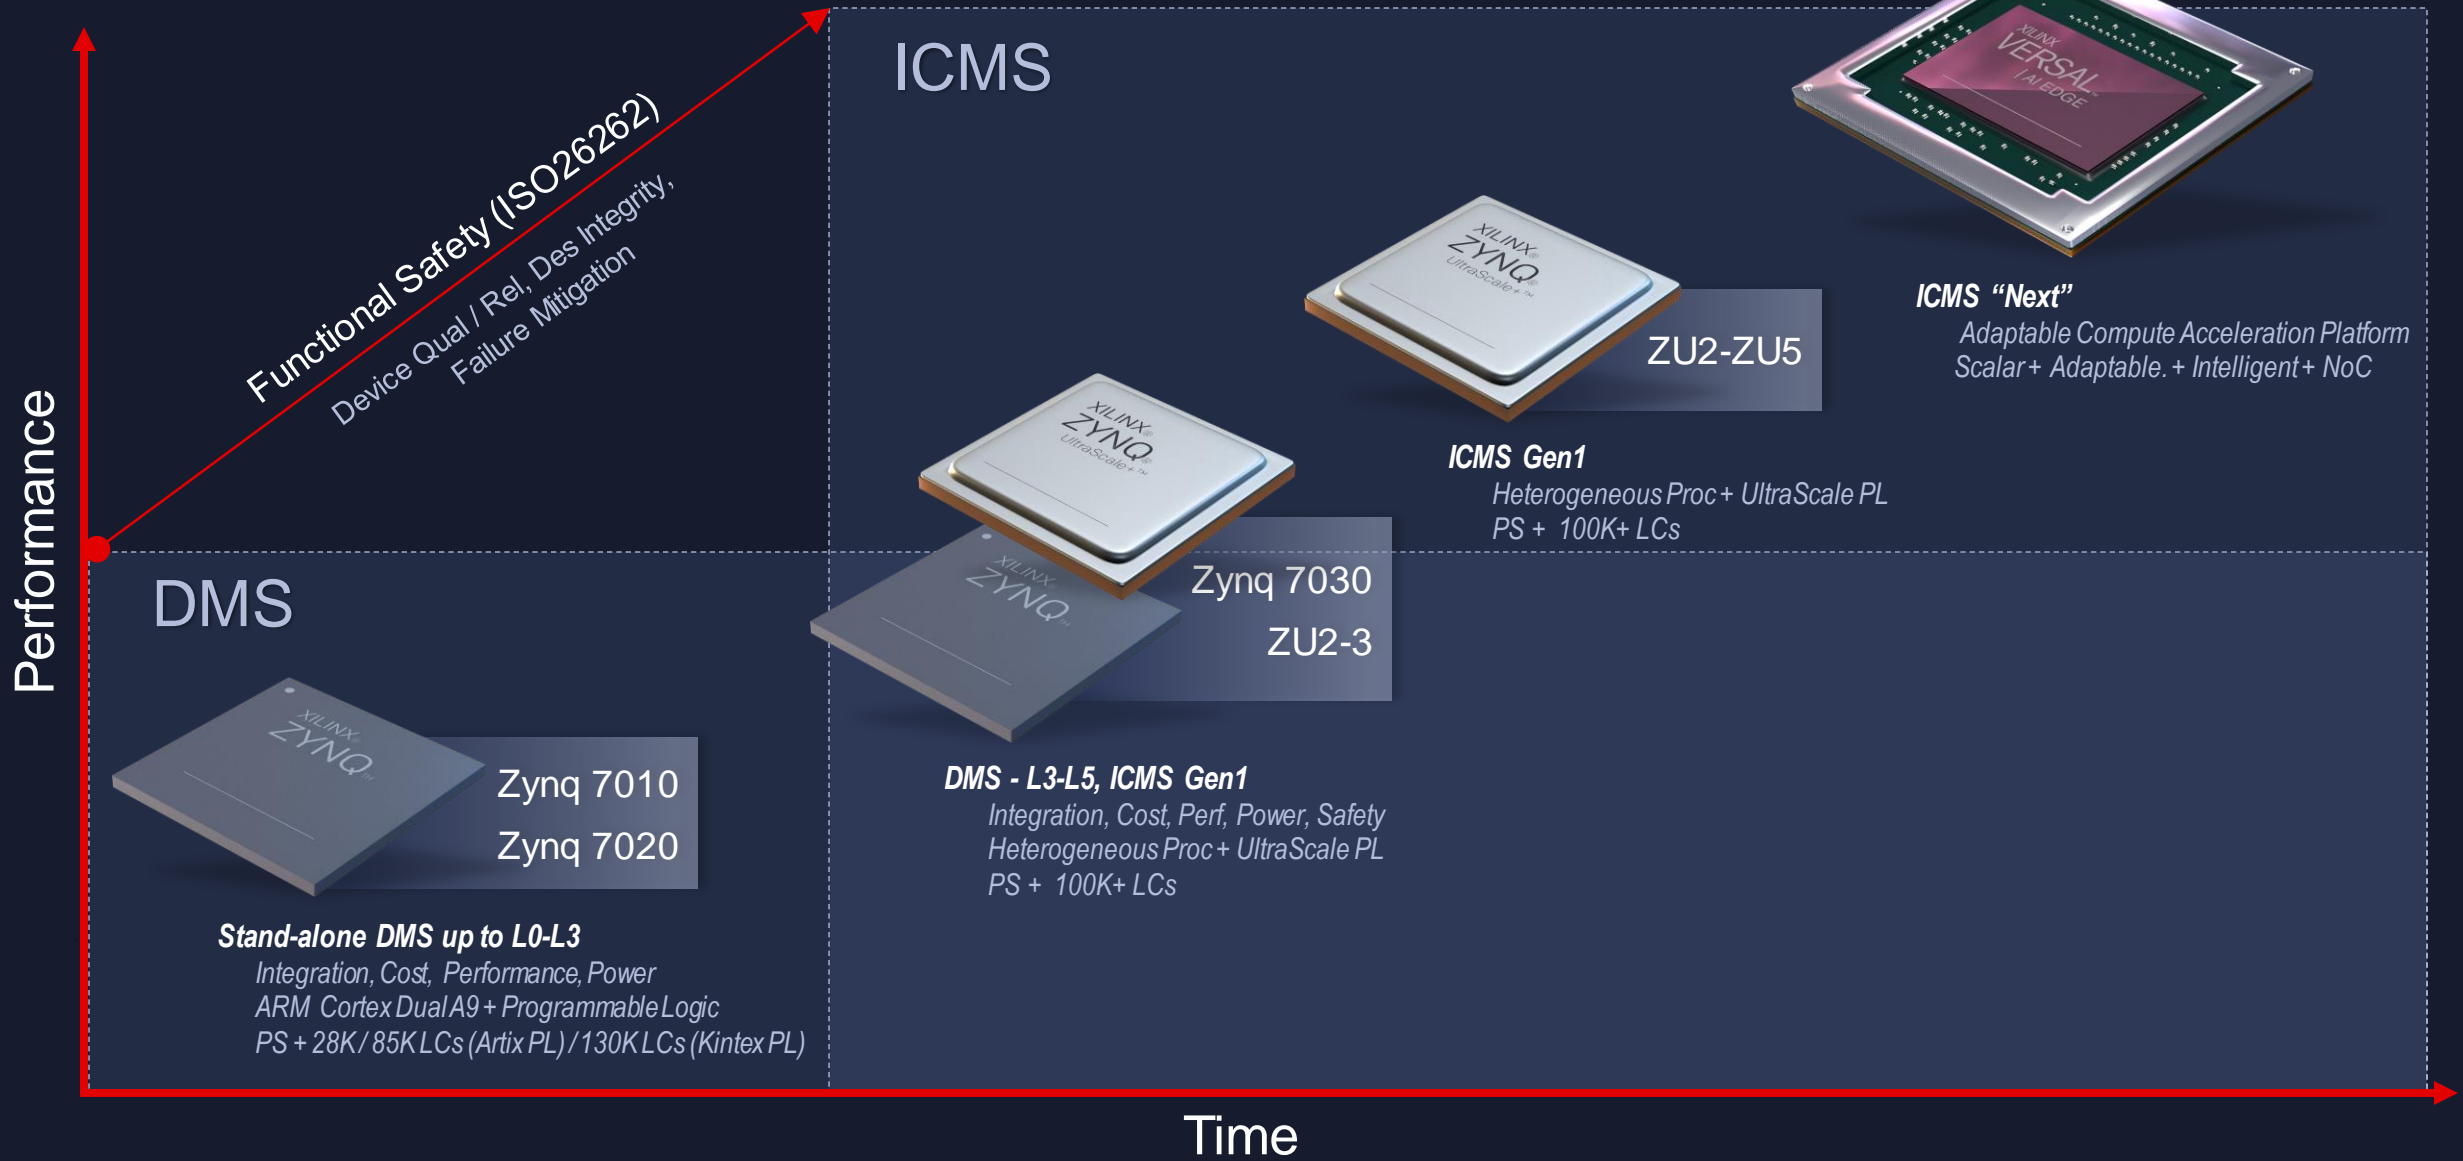 ICMS
XILINX
VERSAL™
AI EDGE
Functional Safety (ISO26262)
Device Qual / Rel, Des Integrity,
Failure Mitigation
XILINX®
ZYNQ®
UltraScale+™
ZU2-ZU5
ICMS “Next”
Adaptable Compute Acceleration Platform
Scalar + Adaptable. + Intelligent + NoC
ICMS Gen1
Heterogeneous Proc + UltraScale PL
PS + 100K+ LCs
XILINX®
ZYNQ®
UltraScale+™
XILINX
ZYNQ™
Zynq 7030
ZU2-3
DMS - L3-L5, ICMS Gen1
Integration, Cost, Perf, Power, Safety
Heterogeneous Proc + UltraScale PL
PS + 100K+ LCs
DMS
XILINX®
ZYNQ™
Zynq 7010
Zynq 7020
Stand-alone DMS up to L0-L3
Integration, Cost, Performance, Power
ARM Cortex Dual A9 + Programmable Logic
PS + 28K / 85K LCs (Artix PL) / 130K LCs (Kintex PL)
Performance
Time